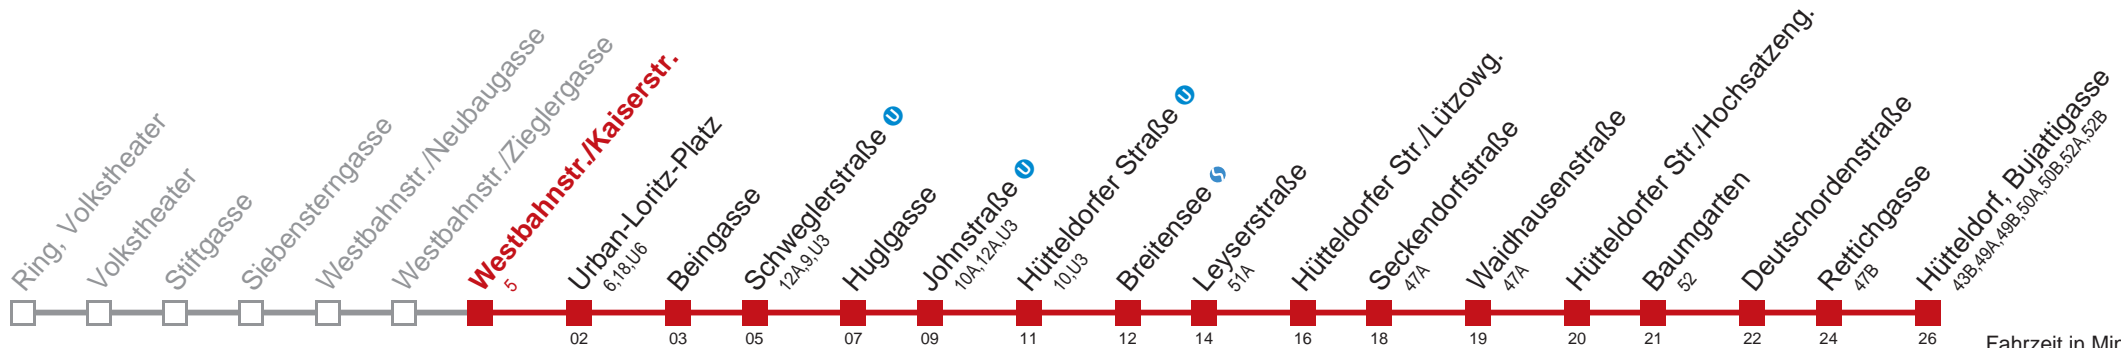 Ring, Volkstheater
Volkstheater
Stiftgasse
Siebensterngasse
Westbahnstr./Neubaugasse
Westbahnstr./Zieglergasse
Westbahnstr./Kaiserstr.
5
Urban-Loritz-Platz
6,18,U6
02
Beingasse
03
Schweglerstraße U
12A,9,U3
05
Huglgasse
07
Johnstraße U
10A,12A,U3
09
Hütteldorfer Straße U
10,U3
11
Breitensee
12
Leyserstraße
51A
14
Hütteldorfer Str./Lützowg.
16
Seckendorfstraße
47A
18
Waidhausenstraße
47A
19
Hütteldorfer Str./Hochsatzeng.
20
Baumgarten
52
21
Deutschordenstraße
22
Rettichgasse
47B
24
Hütteldorf, Bujattigasse
43B,49A,49B,50A,50B,52A,52B
26
Fahrzeit in